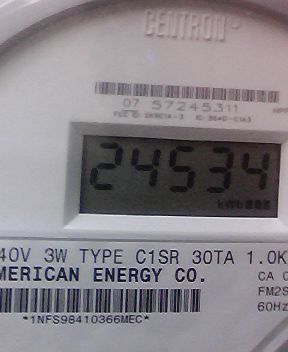 CENTRON
07 57245311
24534
kWh
40V 3W TYPE C1SR 30TA 1.0K
MERICAN ENERGY CO.
CA
FM2S
60Hz
*1NFS98410366MEC*